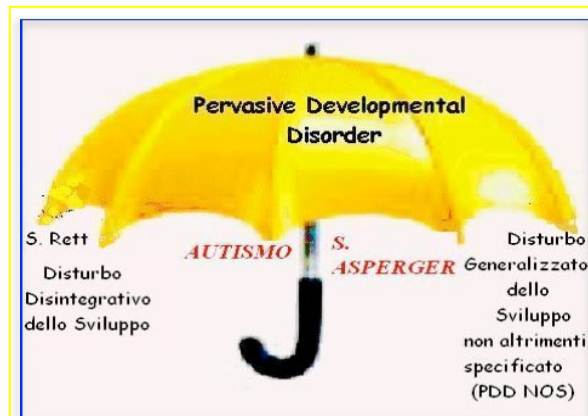 Pervasive Developmental
Disorder
S. Rett
Disturbo
Disintegrativo
dello Sviluppo
AUTISMO
S.
ASPERGER
Disturbo
Generalizzato
dello
Sviluppo
non altrimenti
specificato
(PDD NOS)